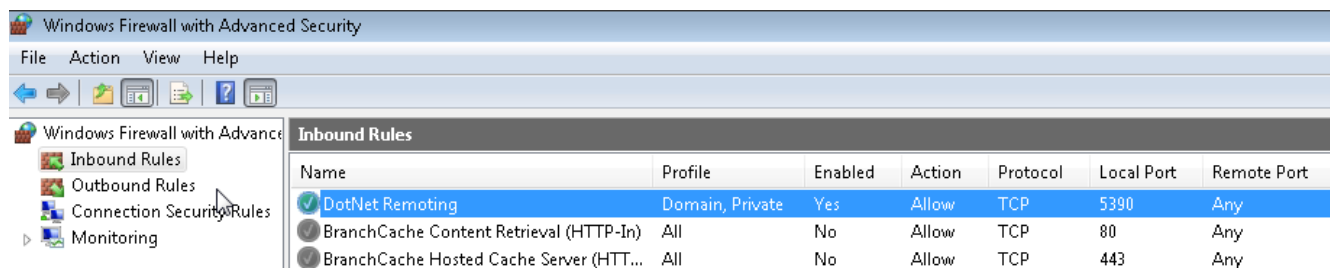 Windows Firewall with Advanced Security
File Action View Help
Windows Firewall with Advance
Inbound Rules
Outbound Rules
Connection Security Rules
Monitoring
Inbound Rules
Name Profile Enabled Action Protocol Local Port Remote Port
DotNet Remoting Domain, Private Yes Allow TCP 5390 Any
BranchCache Content Retrieval (HTTP-In) All No Allow TCP 80 Any
BranchCache Hosted Cache Server (HTT... All No Allow TCP 443 Any